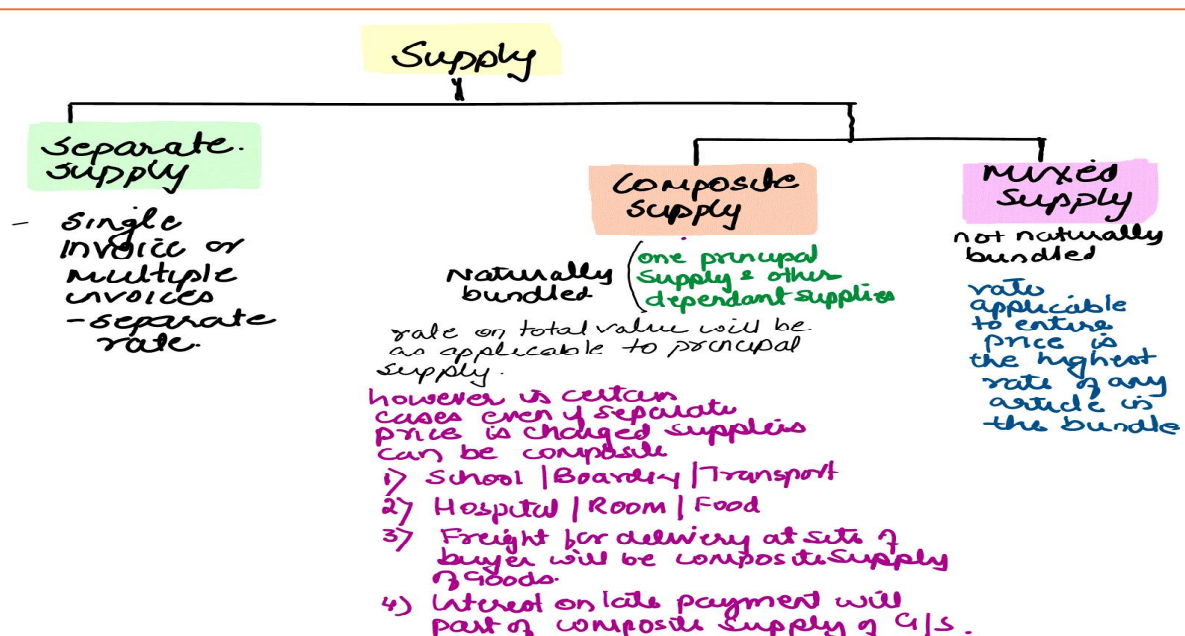 Supply
Separate.
Supply
- Single
Invoice or
multiple
invoices
- separate
rate.
Composite
supply
Naturally
bundled
one principal
supply & other
dependant supplies
rate on total value will be
as applicable to principal
supply.
however in certain
cases even if separate
price is charged supplies
can be composite
1) School | Boarding | Transport
2) Hospital | Room | Food
3) Freight for delivery at site of
buyer will be composite supply
of Goods.
4) Interest on late payment will
part of composite supply of G/S.
Mixed
Supply
not naturally
bundled
rate
applicable
to entire
price is
the highest
rate of any
article in
the bundle